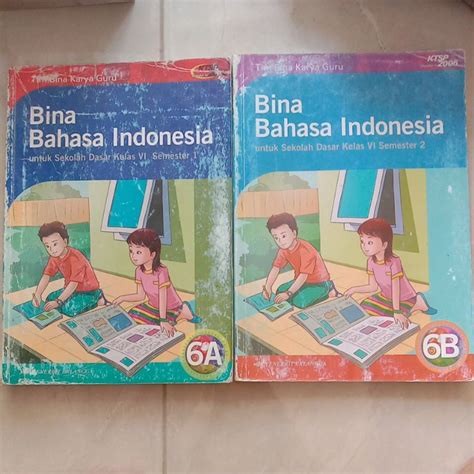 Tim Bina Karya Guru
Bina
Bahasa Indonesia
untuk Sekolah Dasar Kelas VI Semester 1
6A
Tim Bina Karya Guru
KTSP
2006
Bina
Bahasa Indonesia
untuk Sekolah Dasar Kelas VI Semester 2
6B